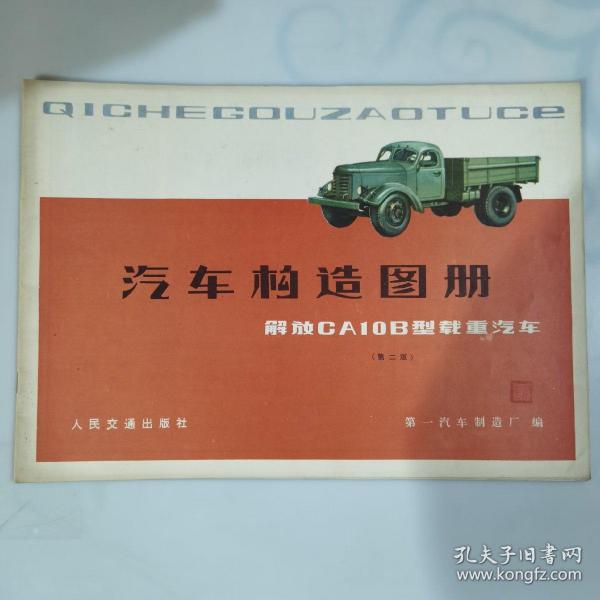 QICHEGOUZAOTUCe
汽车构造图册
解放CA10B型载重汽车
(第二版)
人民交通出版社
第一汽车制造厂 编
孔夫子旧书网
www.kongfz.com